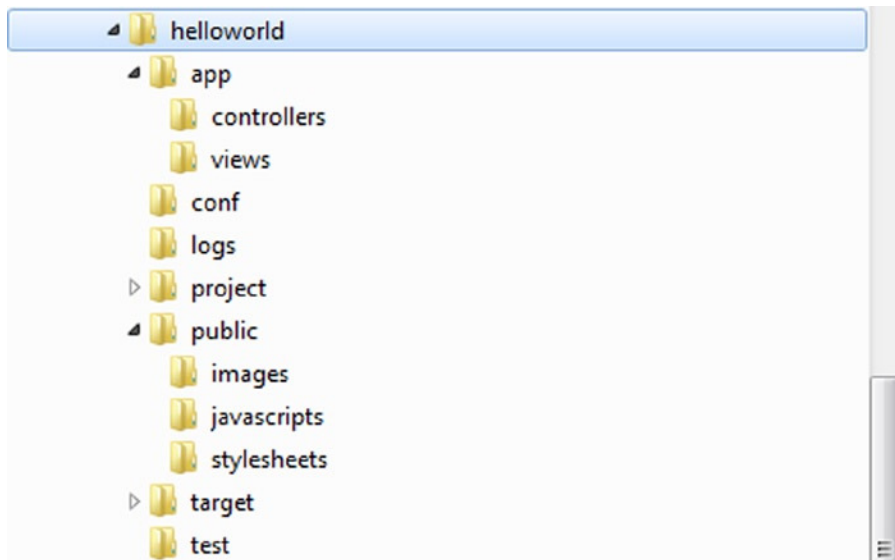 helloworld
app
controllers
views
conf
logs
project
public
images
javascripts
stylesheets
target
test